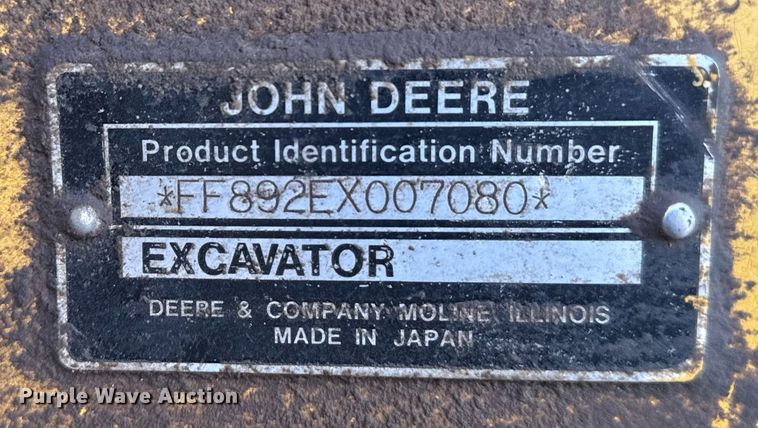 JOHN DEERE
Product Identification Number
*FF892EX007080*
EXCAVATOR
DEERE & COMPANY MOLINE ILLINOIS
MADE IN JAPAN
Purple Wave Auction